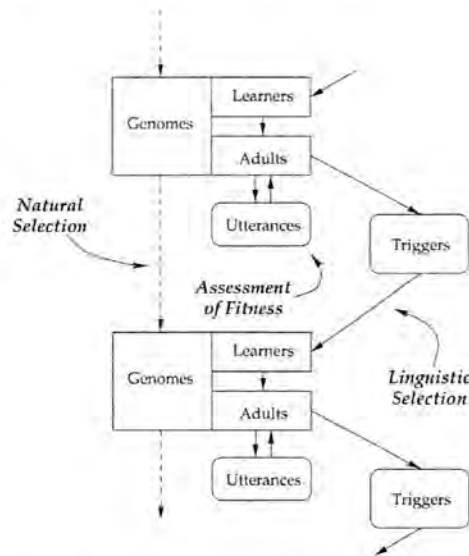 Learners
Genomes
Adults
Natural
Selection
Utterances
Triggers
Assessment
of Fitness
Learners
Genomes
Linguistic
Selection
Adults
Utterances
Triggers